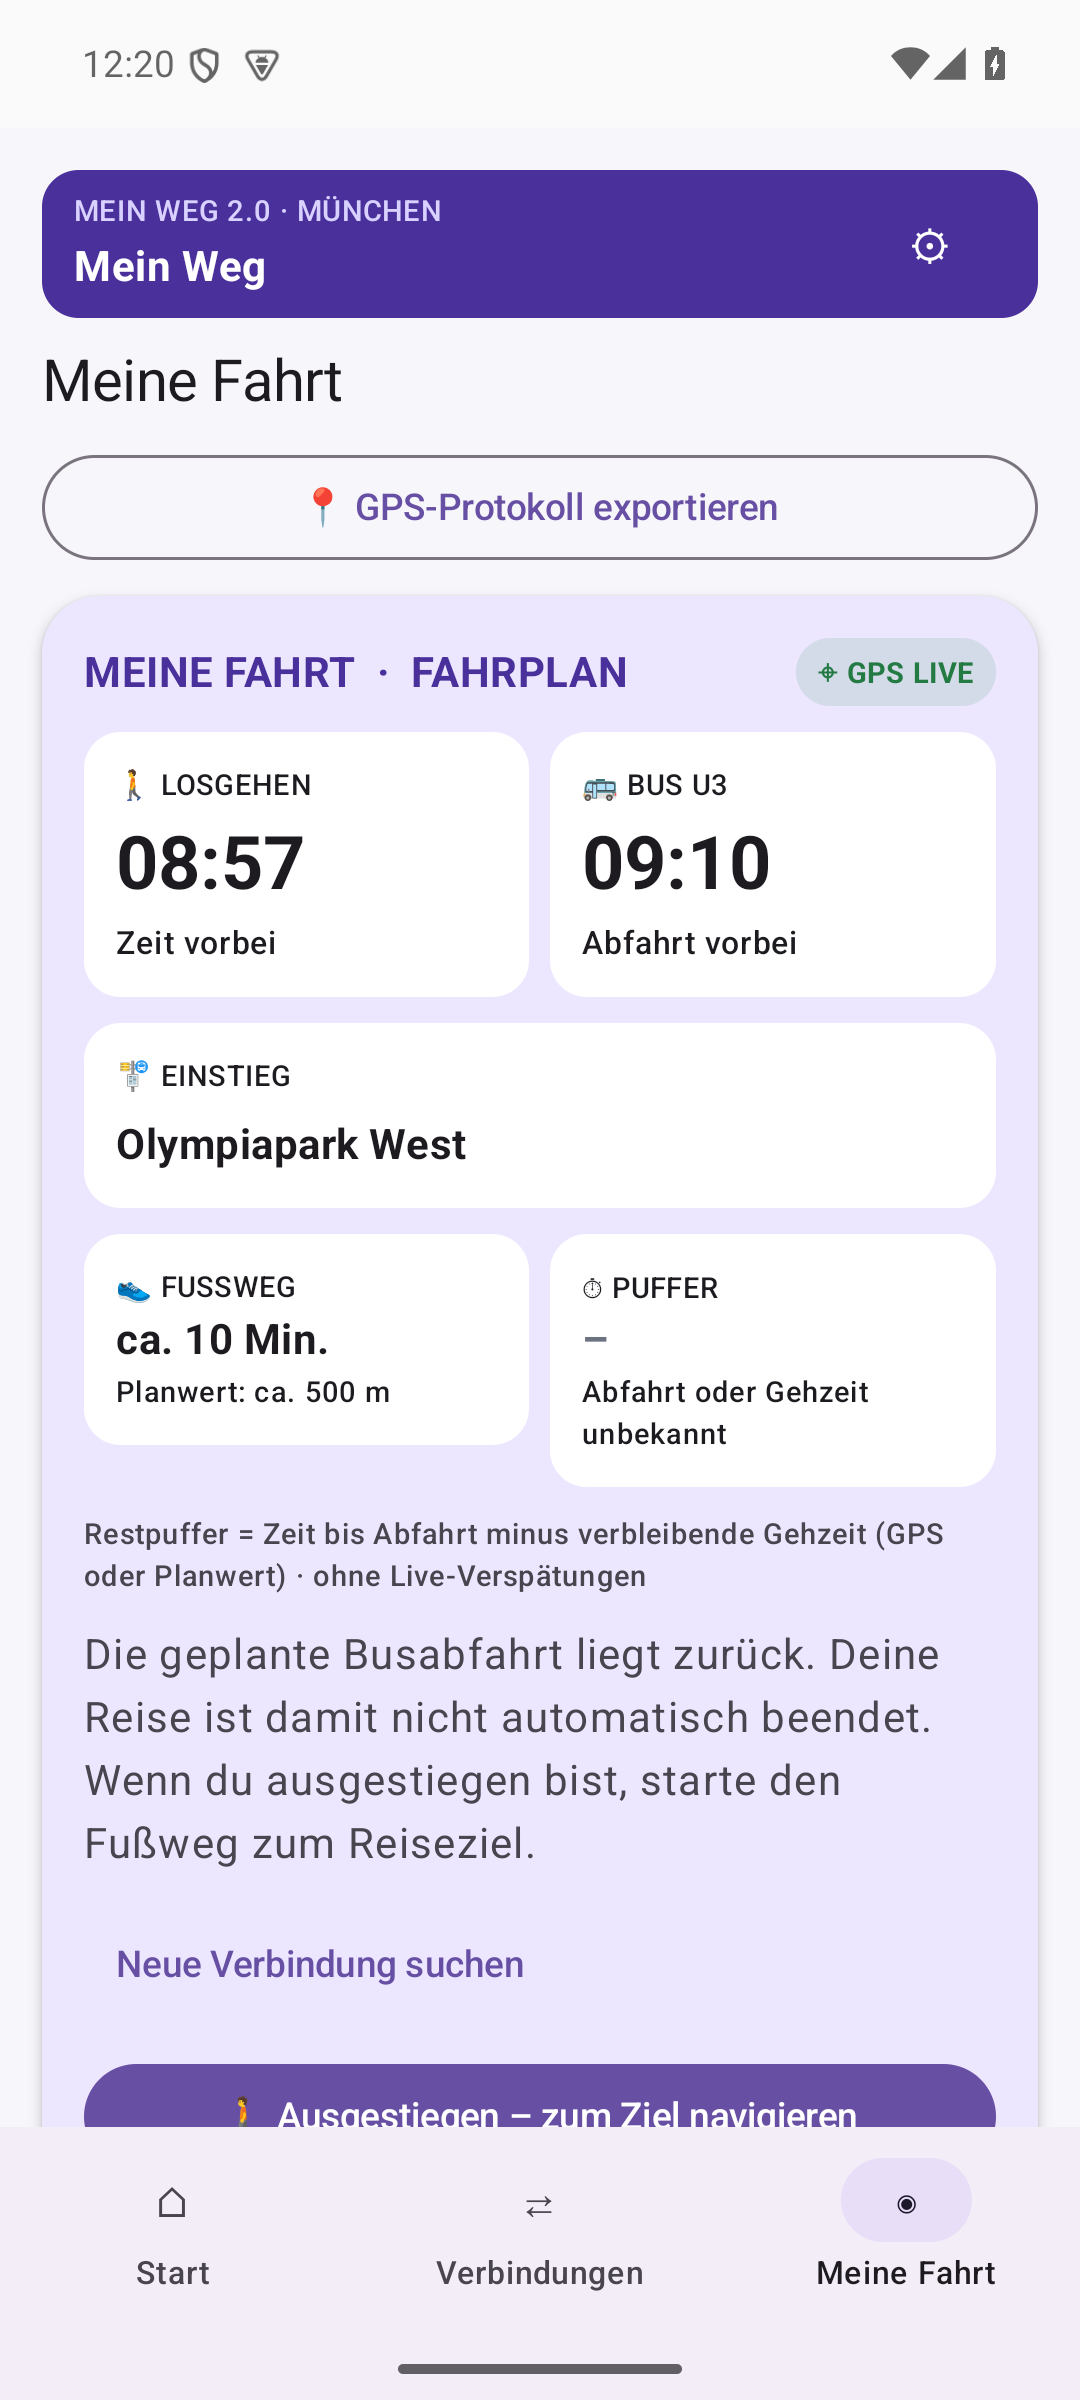 12:20
MEIN WEG 2.0 · MÜNCHEN
Mein Weg
Meine Fahrt
GPS-Protokoll exportieren
MEINE FAHRT · FAHRPLAN
GPS LIVE
LOSGEHEN
08:57
Zeit vorbei
BUS U3
09:10
Abfahrt vorbei
EINSTIEG
Olympiapark West
FUSSWEG
ca. 10 Min.
Planwert: ca. 500 m
PUFFER
–
Abfahrt oder Gehzeit
unbekannt
Restpuffer = Zeit bis Abfahrt minus verbleibende Gehzeit (GPS
oder Planwert) · ohne Live-Verspätungen
Die geplante Busabfahrt liegt zurück. Deine
Reise ist damit nicht automatisch beendet.
Wenn du ausgestiegen bist, starte den
Fußweg zum Reiseziel.
Neue Verbindung suchen
Ausgestiegen – zum Ziel navigieren
Start
Verbindungen
Meine Fahrt